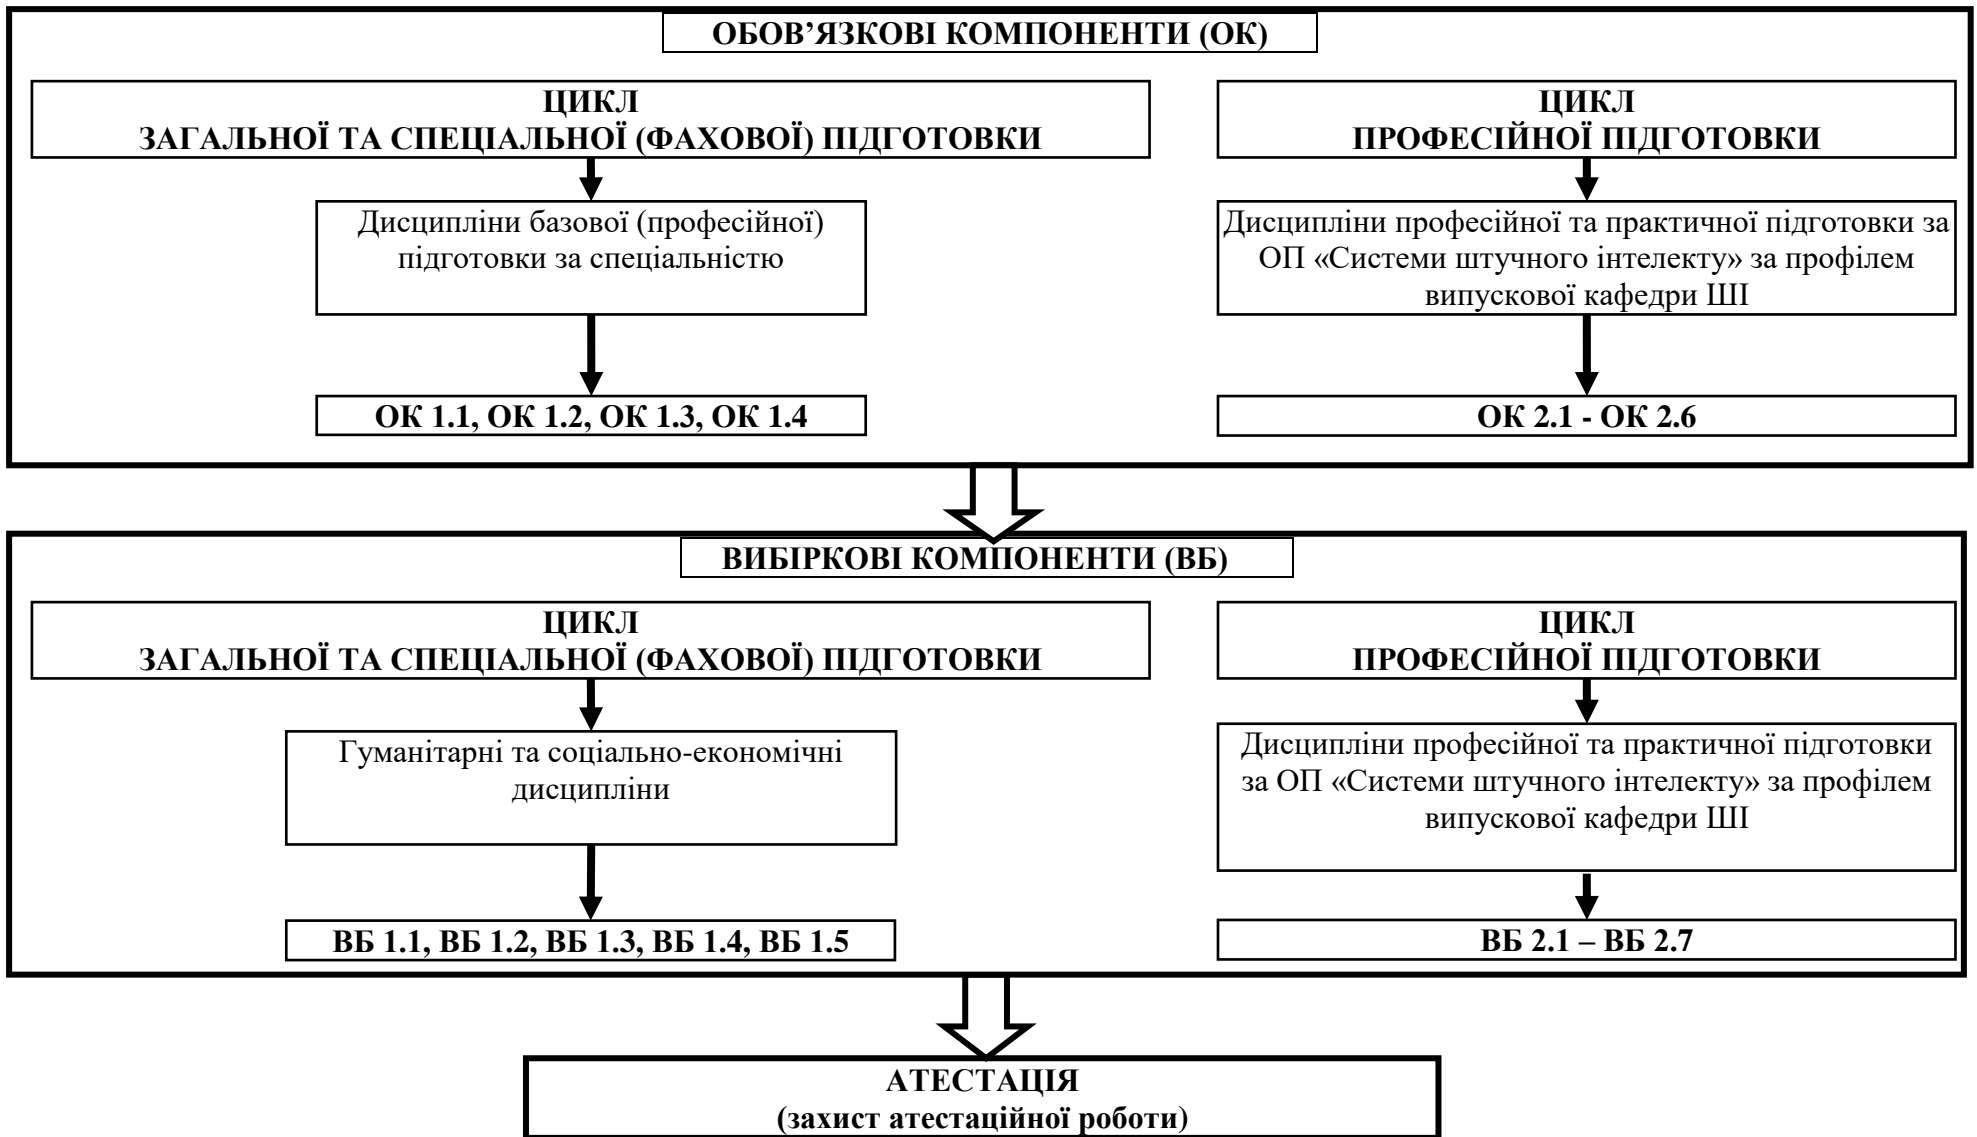 ОБОВ’ЯЗКОВІ КОМПОНЕНТИ (ОК)
ЦИКЛ
ЗАГАЛЬНОЇ ТА СПЕЦІАЛЬНОЇ (ФАХОВОЇ) ПІДГОТОВКИ
Дисципліни базової (професійної)
підготовки за спеціальністю
ОК 1.1, ОК 1.2, ОК 1.3, ОК 1.4
ЦИКЛ
ПРОФЕСІЙНОЇ ПІДГОТОВКИ
Дисципліни професійної та практичної підготовки за
ОП «Системи штучного інтелекту» за профілем
випускової кафедри ШІ
ОК 2.1 - ОК 2.6
ВИБІРКОВІ КОМПОНЕНТИ (ВБ)
ЦИКЛ
ЗАГАЛЬНОЇ ТА СПЕЦІАЛЬНОЇ (ФАХОВОЇ) ПІДГОТОВКИ
Гуманітарні та соціально-економічні
дисципліни
ВБ 1.1, ВБ 1.2, ВБ 1.3, ВБ 1.4, ВБ 1.5
ЦИКЛ
ПРОФЕСІЙНОЇ ПІДГОТОВКИ
Дисципліни професійної та практичної підготовки
за ОП «Системи штучного інтелекту» за профілем
випускової кафедри ШІ
ВБ 2.1 – ВБ 2.7
АТЕСТАЦІЯ
(захист атестаційної роботи)